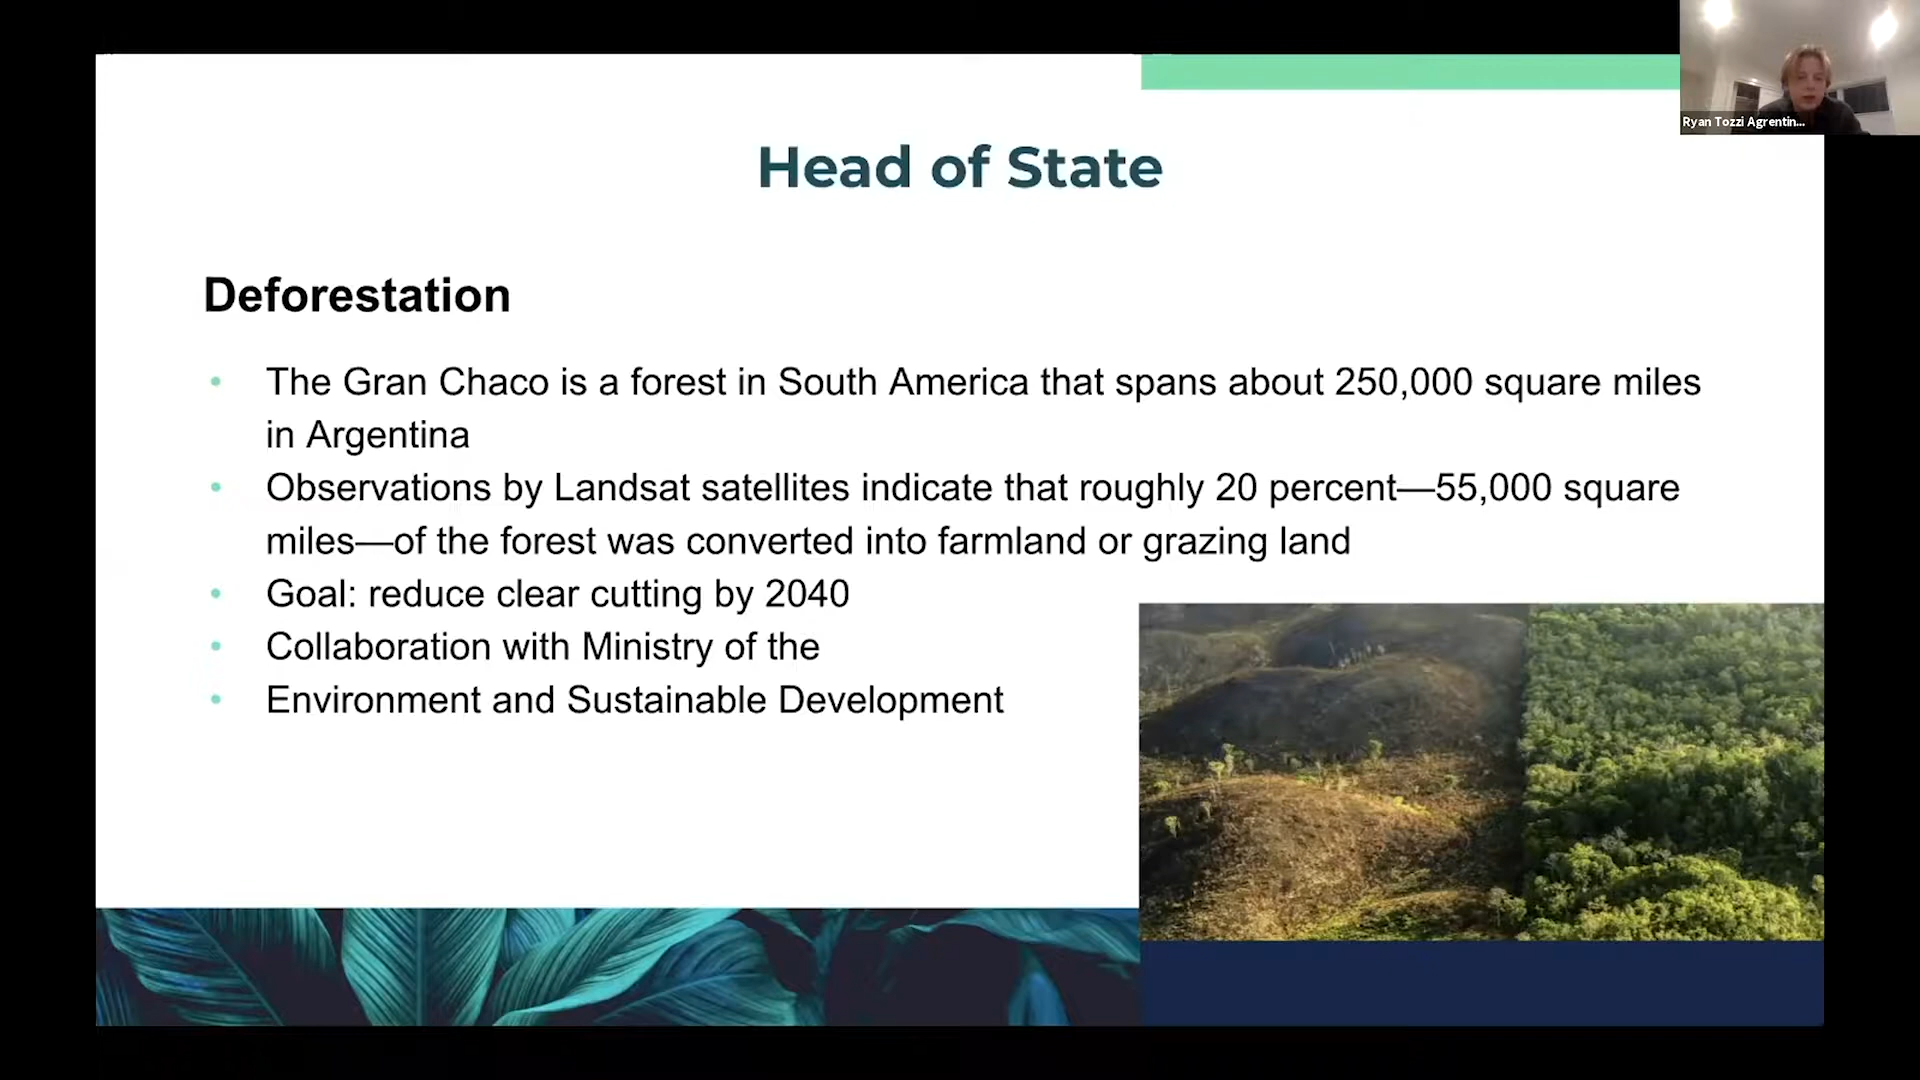 Ryan Tozzi Agrentin...
Head of State
Deforestation
• The Gran Chaco is a forest in South America that spans about 250,000 square miles
in Argentina
• Observations by Landsat satellites indicate that roughly 20 percent—55,000 square
miles—of the forest was converted into farmland or grazing land
• Goal: reduce clear cutting by 2040
• Collaboration with Ministry of the
• Environment and Sustainable Development